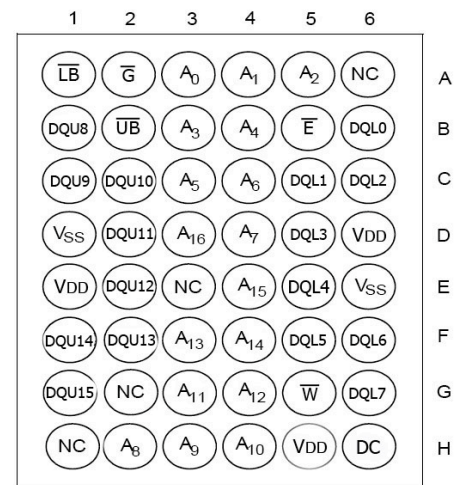 1 2 3 4 5 6
L̅B̅ G̅ A₀ A₁ A₂ NC A
DQU8 U̅B̅ A₃ A₄ E̅ DQL0 B
DQU9 DQU10 A₅ A₆ DQL1 DQL2 C
VSS DQU11 A₁₆ A₇ DQL3 VDD D
VDD DQU12 NC A₁₅ DQL4 VSS E
DQU14 DQU13 A₁₃ A₁₄ DQL5 DQL6 F
DQU15 NC A₁₁ A₁₂ W̅ DQL7 G
NC A₈ A₉ A₁₀ VDD DC H